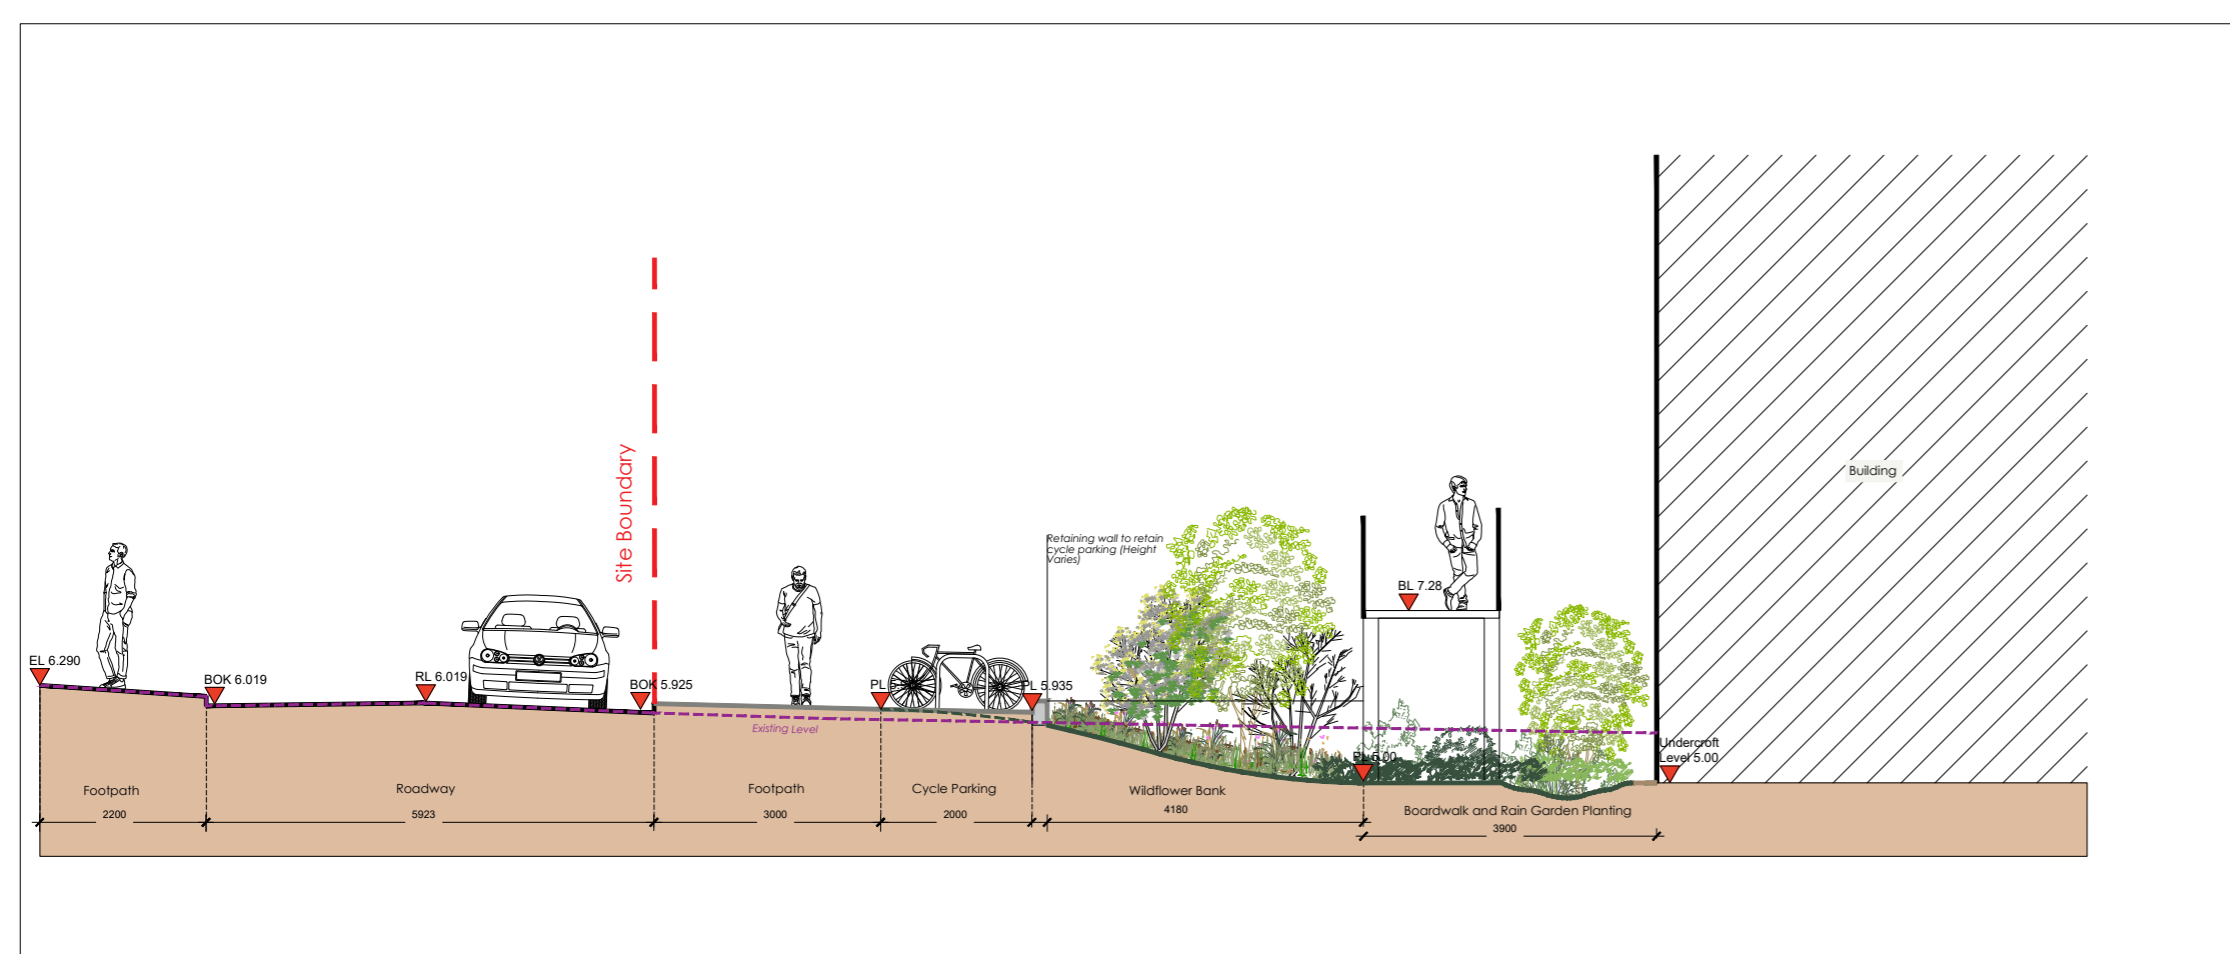 Site Boundary
Building
Retaining wall to retain
cycle parking (Height
Varies)
BL 7.28
EL 6.290
BOK 6.019
RL 6.019
BOK 5.925
PL 5.935
Existing Level
PL 5.00
Undercroft
Level 5.00
Footpath
2200
Roadway
5923
Footpath
3000
Cycle Parking
2000
Wildflower Bank
4180
Boardwalk and Rain Garden Planting
3900